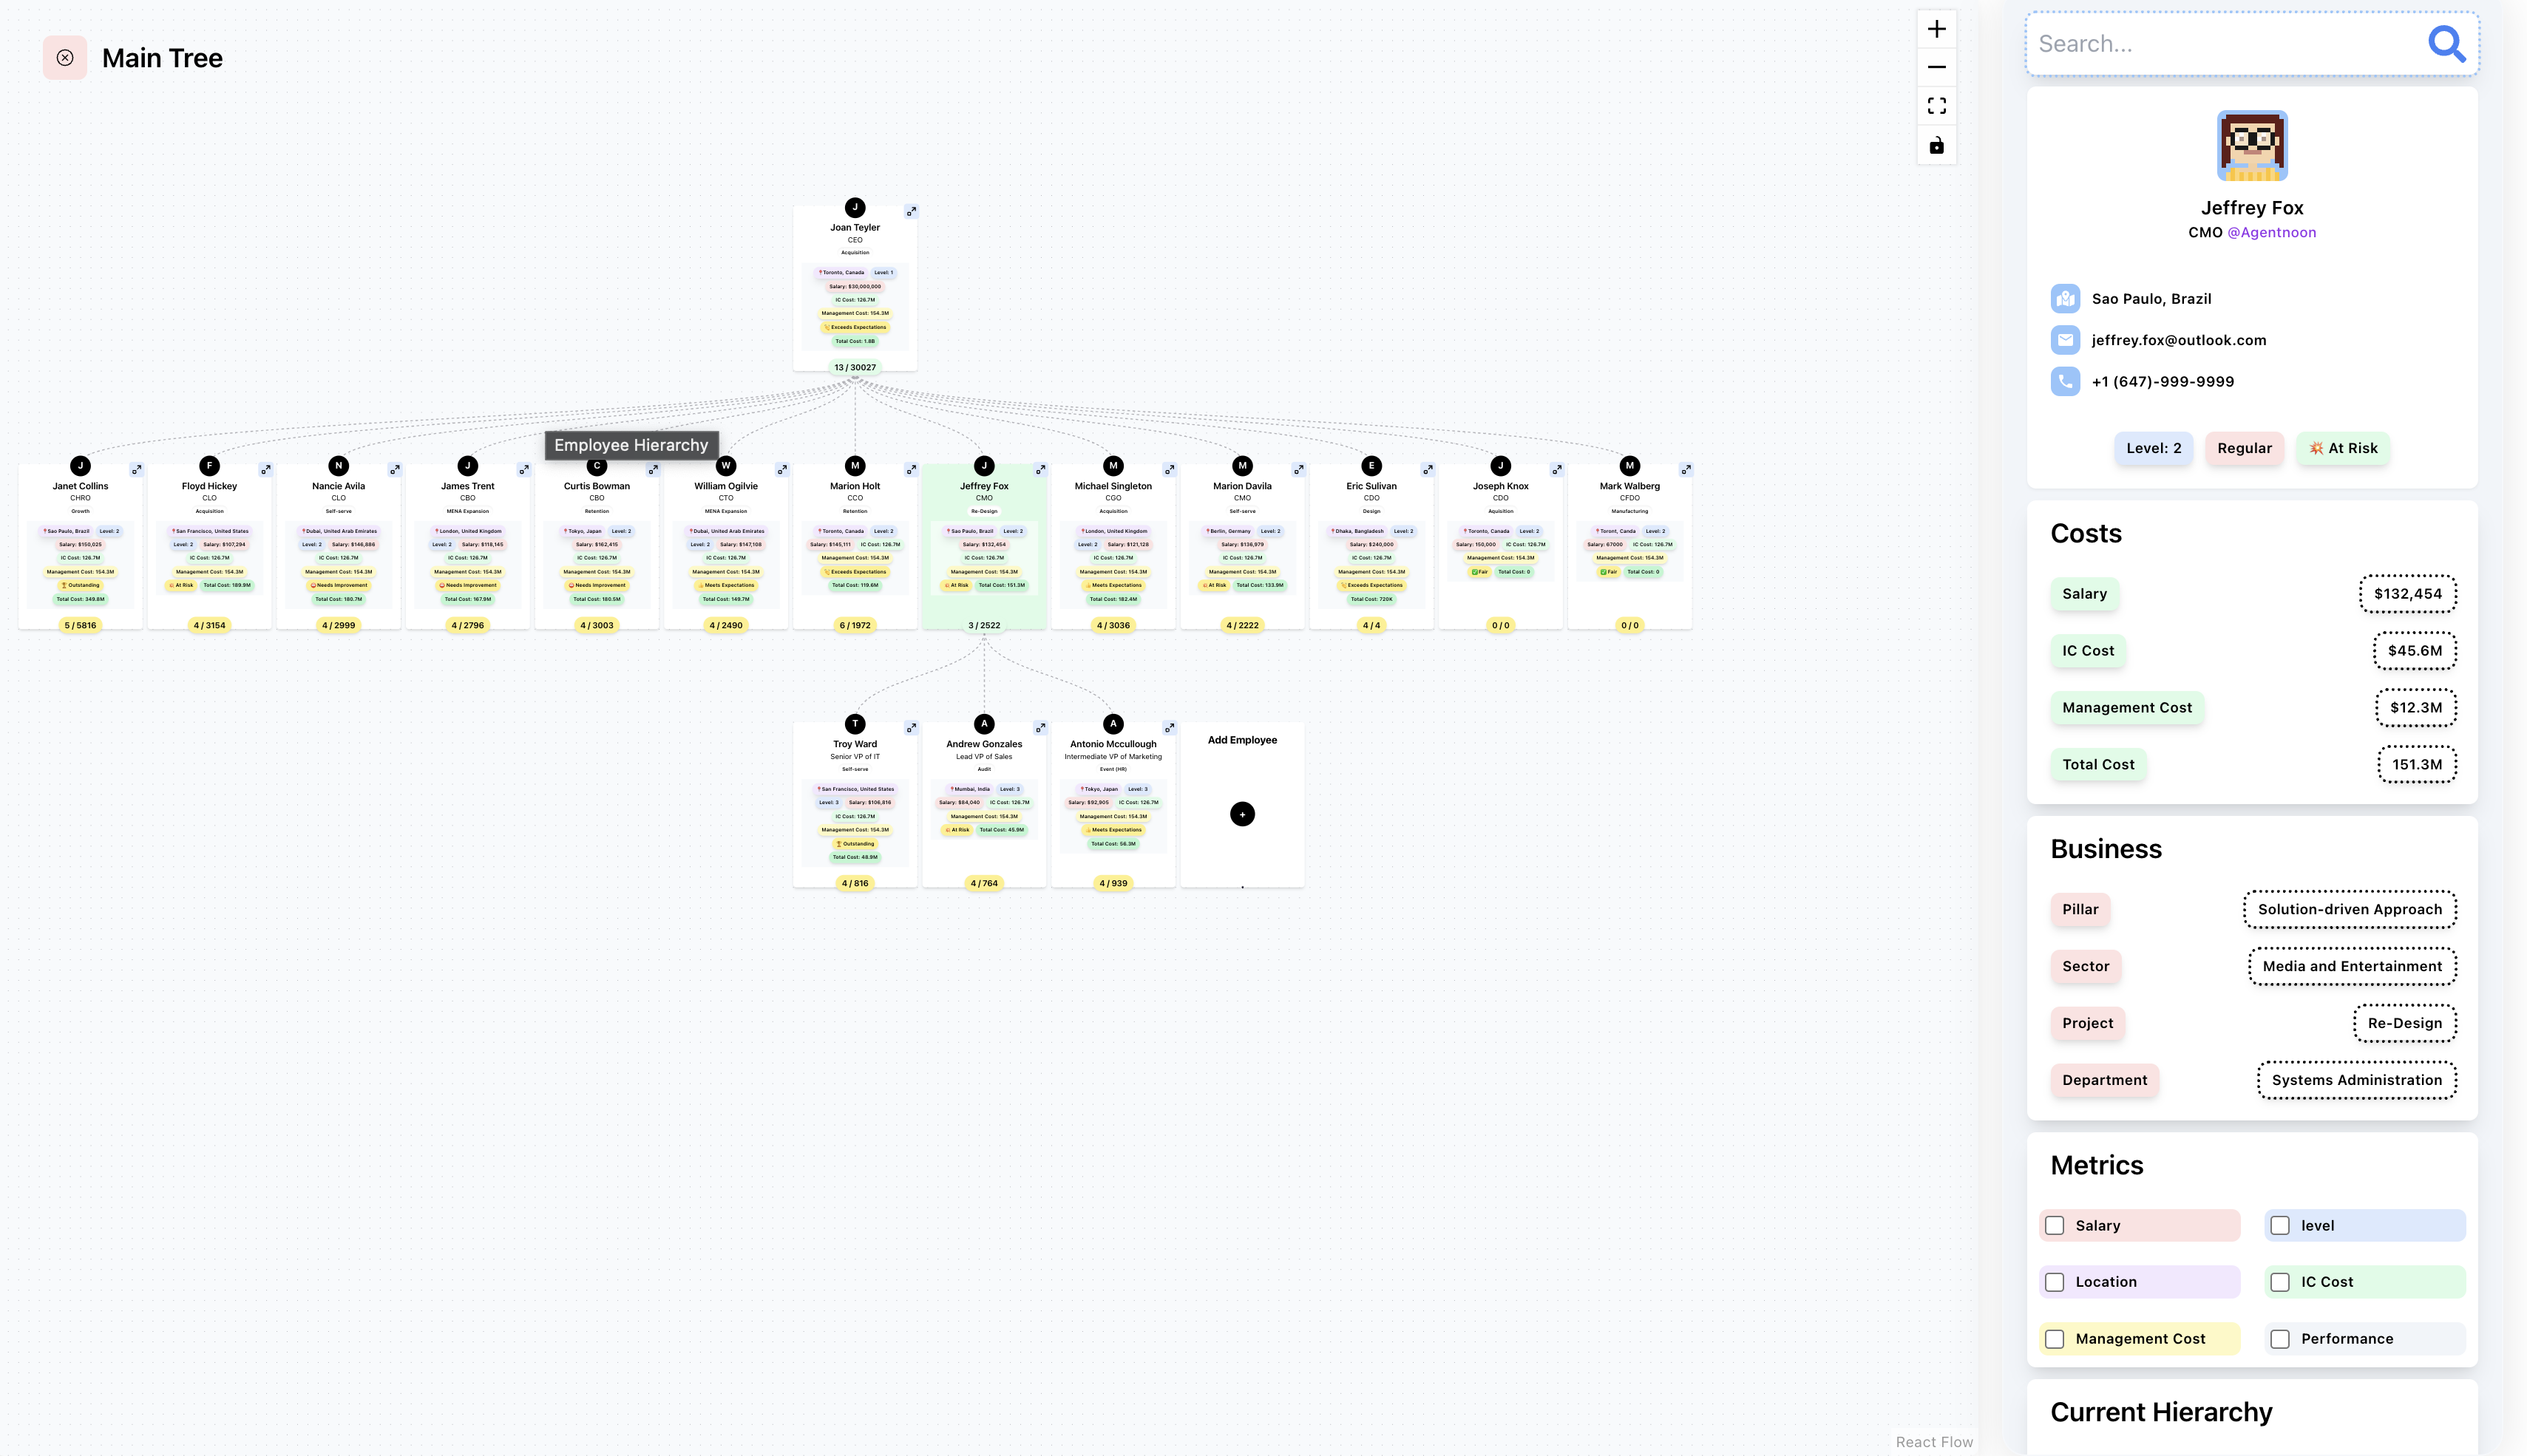 Main Tree
J
Joan Teyler
CEO
Acquisition
📍Toronto, Canada Level: 1
Salary: $30,000,000
IC Cost: 126.7M
Management Cost: 154.3M
Exceeds Expectations
Total Cost: 1.8B
13 / 30027
Employee Hierarchy
J
Janet Collins
CHRO
Growth
📍Sao Paulo, Brazil Level: 2
Salary: $150,025
IC Cost: 126.7M
Management Cost: 154.3M
🏆Outstanding
Total Cost: 349.8M
5 / 5816
F
Floyd Hickey
CLO
Acquisition
📍San Francisco, United States
Level: 2 Salary: $107,294
IC Cost: 126.7M
Management Cost: 154.3M
💥At Risk Total Cost: 189.9M
4 / 3154
N
Nancie Avila
CLO
Self-serve
📍Dubai, United Arab Emirates
Level: 2 Salary: $146,886
IC Cost: 126.7M
Management Cost: 154.3M
Needs Improvement
Total Cost: 180.7M
4 / 2999
J
James Trent
CBO
MENA Expansion
📍London, United Kingdom
Level: 2 Salary: $118,145
IC Cost: 126.7M
Management Cost: 154.3M
Needs Improvement
Total Cost: 167.9M
4 / 2796
C
Curtis Bowman
CBO
Retention
📍Tokyo, Japan Level: 2
Salary: $162,415
IC Cost: 126.7M
Management Cost: 154.3M
Needs Improvement
Total Cost: 180.5M
4 / 3003
W
William Ogilvie
CTO
MENA Expansion
📍Dubai, United Arab Emirates
Level: 2 Salary: $147,108
IC Cost: 126.7M
Management Cost: 154.3M
Meets Expectations
Total Cost: 149.7M
4 / 2490
M
Marion Holt
CCO
Retention
📍Toronto, Canada Level: 2
Salary: $145,111 IC Cost: 126.7M
Management Cost: 154.3M
Exceeds Expectations
Total Cost: 119.6M
6 / 1972
J
Jeffrey Fox
CMO
Re-Design
📍Sao Paulo, Brazil Level: 2
Salary: $132,454
IC Cost: 126.7M
Management Cost: 154.3M
💥At Risk Total Cost: 151.3M
3 / 2522
M
Michael Singleton
CGO
Acquisition
📍London, United Kingdom
Level: 2 Salary: $121,128
IC Cost: 126.7M
Management Cost: 154.3M
Meets Expectations
Total Cost: 182.4M
4 / 3036
M
Marion Davila
CMO
Self-serve
📍Berlin, Germany Level: 2
Salary: $136,979
IC Cost: 126.7M
Management Cost: 154.3M
💥At Risk Total Cost: 133.9M
4 / 2222
E
Eric Sulivan
CDO
Design
📍Dhaka, Bangladesh Level: 2
Salary: $240,000
IC Cost: 126.7M
Management Cost: 154.3M
Exceeds Expectations
Total Cost: 720K
4 / 4
J
Joseph Knox
CDO
Aquisition
📍Toronto, Canada Level: 2
Salary: 150,000 IC Cost: 126.7M
Management Cost: 154.3M
✅Fair Total Cost: 0
0 / 0
M
Mark Walberg
CFDO
Manufacturing
📍Toront, Canda Level: 2
Salary: 67000 IC Cost: 126.7M
Management Cost: 154.3M
✅Fair Total Cost: 0
0 / 0
T
Troy Ward
Senior VP of IT
Self-serve
📍San Francisco, United States
Level: 3 Salary: $106,816
IC Cost: 126.7M
Management Cost: 154.3M
🏆Outstanding
Total Cost: 48.9M
4 / 816
A
Andrew Gonzales
Lead VP of Sales
Audit
📍Mumbai, India Level: 3
Salary: $84,040 IC Cost: 126.7M
Management Cost: 154.3M
💥At Risk Total Cost: 45.9M
4 / 764
A
Antonio Mccullough
Intermediate VP of Marketing
Event (HR)
📍Tokyo, Japan Level: 3
Salary: $92,905 IC Cost: 126.7M
Management Cost: 154.3M
Meets Expectations
Total Cost: 56.3M
4 / 939
Add Employee
+
React Flow
Search...
Jeffrey Fox
CMO @Agentnoon
Sao Paulo, Brazil
jeffrey.fox@outlook.com
+1 (647)-999-9999
Level: 2 Regular 💥 At Risk
Costs
Salary $132,454
IC Cost $45.6M
Management Cost $12.3M
Total Cost 151.3M
Business
Pillar Solution-driven Approach
Sector Media and Entertainment
Project Re-Design
Department Systems Administration
Metrics
Salary level
Location IC Cost
Management Cost Performance
Current Hierarchy